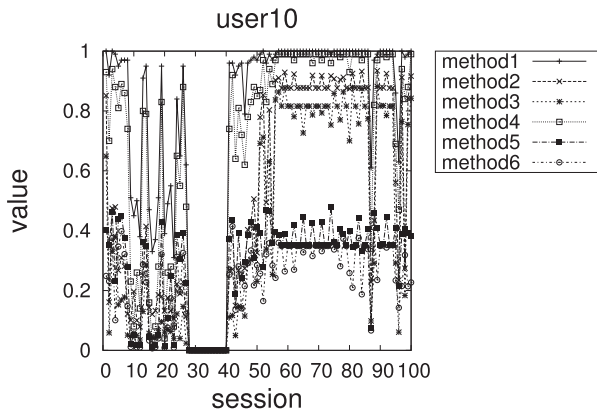 user10
value
1
0.8
0.6
0.4
0.2
0
0 10 20 30 40 50 60 70 80 90 100
session
method1
method2
method3
method4
method5
method6